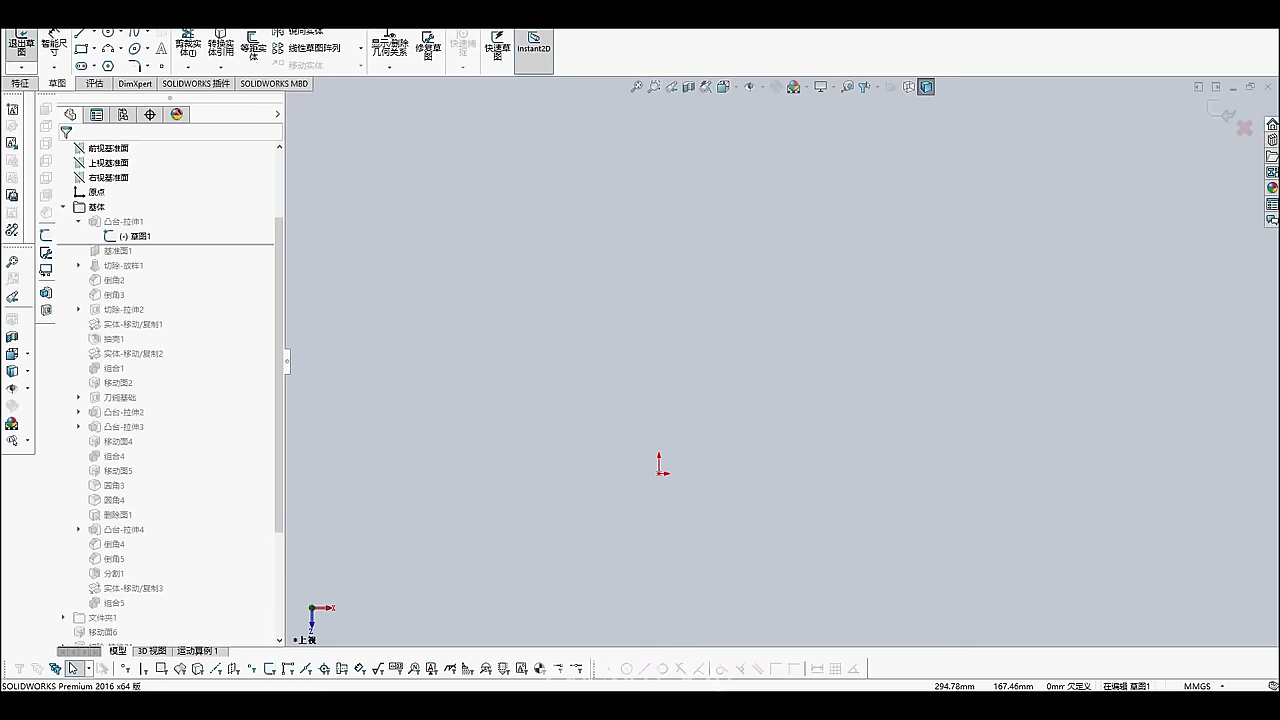 镜向实体
退出草图
智能尺寸
剪裁实体(I)
转换实体引用
等距实体
线性草图阵列
移动实体
显示/删除几何关系
修复草图
快速捕捉
快速草图
Instant2D
特征 草图 评估 DimXpert SOLIDWORKS 插件 SOLIDWORKS MBD
前视基准面
上视基准面
右视基准面
原点
基体
凸台-拉伸1
(-) 草图1
基准面1
切除-放样1
倒角2
倒角3
切除-拉伸2
实体-移动/复制1
抽壳1
实体-移动/复制2
组合1
移动面2
刀槽基础
凸台-拉伸2
凸台-拉伸3
移动面4
组合4
移动面5
圆角3
圆角4
删除面1
凸台-拉伸4
倒角4
倒角5
分割1
实体-移动/复制3
组合5
文件夹1
移动面6
X
Z
*上视
模型 3D 视图 运动算例 1
SOLIDWORKS Premium 2016 x64 版 294.78mm 167.46mm 0mm 欠定义 在编辑 草图1 MMGS